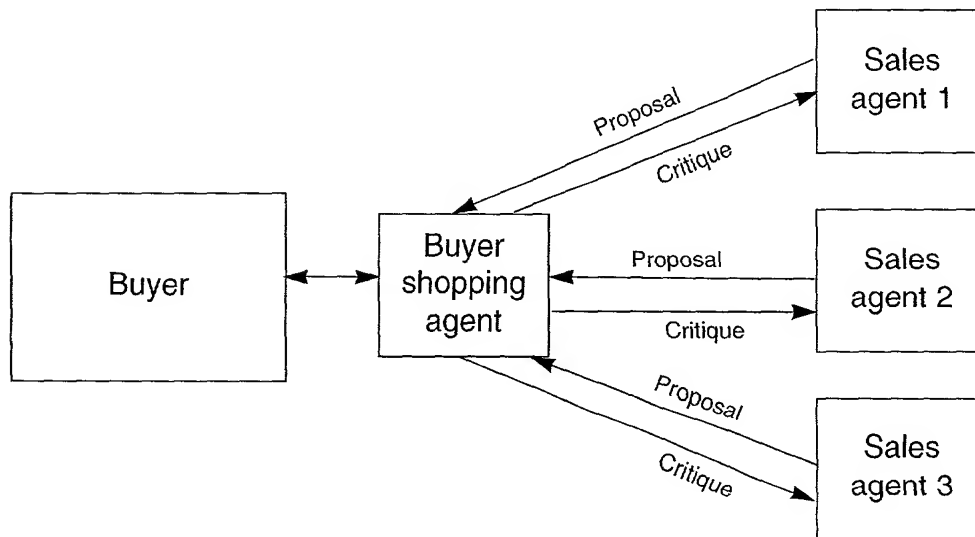 Sales
agent 1
Proposal
Critique
Buyer
Buyer
shopping
agent
Proposal
Critique
Sales
agent 2
Proposal
Critique
Sales
agent 3